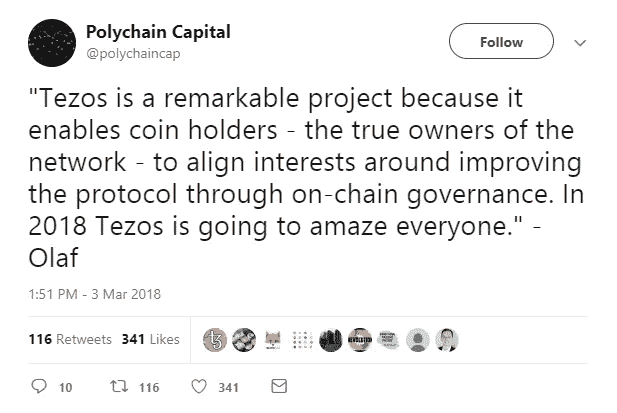 Polychain Capital
@polychaincap
Follow
"Tezos is a remarkable project because it
enables coin holders - the true owners of the
network - to align interests around improving
the protocol through on-chain governance. In
2018 Tezos is going to amaze everyone." -
Olaf
1:51 PM - 3 Mar 2018
116 Retweets 341 Likes
10 116 341